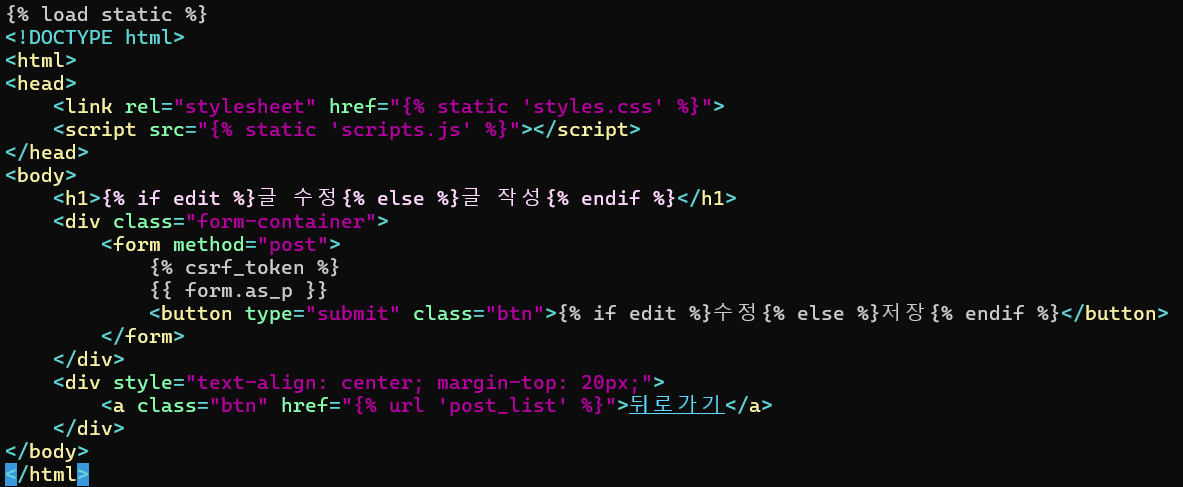 {% load static %}
<!DOCTYPE html>
<html>
<head>
    <link rel="stylesheet" href="{% static 'styles.css' %}">
    <script src="{% static 'scripts.js' %}"></script>
</head>
<body>
    <h1>{% if edit %}글 수정{% else %}글 작성{% endif %}</h1>
    <div class="form-container">
        <form method="post">
            {% csrf_token %}
            {{ form.as_p }}
            <button type="submit" class="btn">{% if edit %}수정{% else %}저장{% endif %}</button>
        </form>
    </div>
    <div style="text-align: center; margin-top: 20px;">
        <a class="btn" href="{% url 'post_list' %}">뒤로가기</a>
    </div>
</body>
</html>